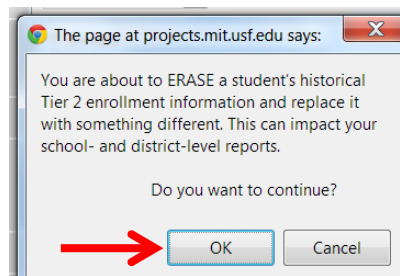 The page at projects.mit.usf.edu says:
X
You are about to ERASE a student's historical
Tier 2 enrollment information and replace it
with something different. This can impact your
school- and district-level reports.
Do you want to continue?
OK Cancel